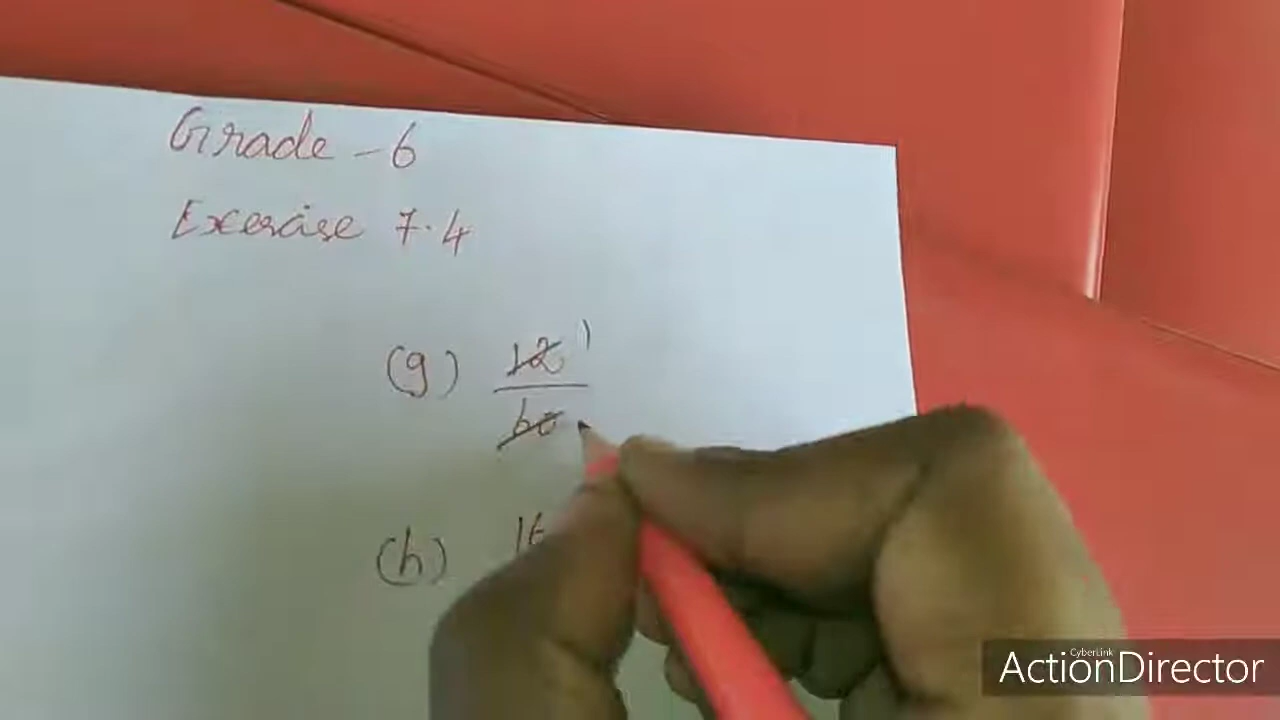 Grade - 6
Exercise 7.4
(g) 12 1
60
(h) 16
CyberLink
ActionDirector